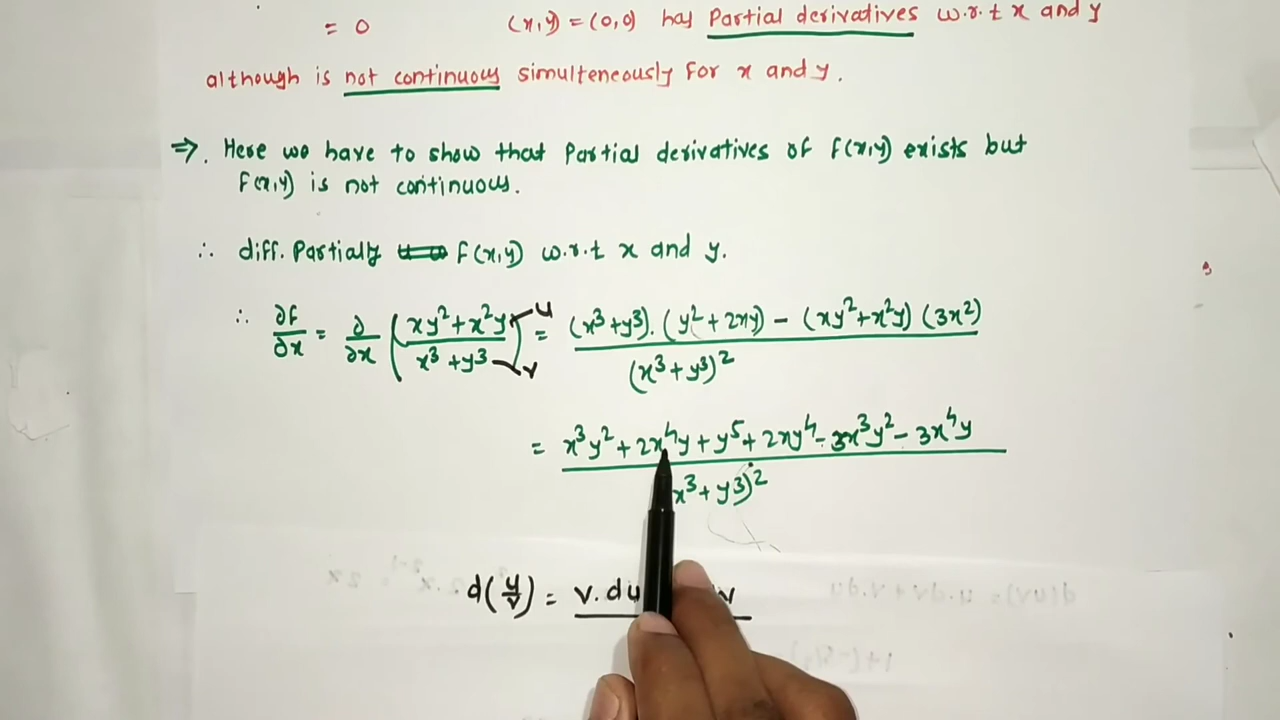 = 0 (x,y) = (0,0) has Partial derivatives w.r.t x and y
although is not continuous simulteneously For x and y.
⇒. Here we have to show that Partial derivatives of f(x,y) exists but
F(x,y) is not continuous.
∴ diff. Partially F(x,y) w.r.t x and y.
∴ ∂f/∂x = ∂/∂x (xy²+x²y / x³+y³) u v = (x³+y³).(y²+2xy) - (xy²+x²y)(3x²) / (x³+y³)²
= x³y² + 2x⁴y + y⁵ + 2xy⁴ - 3x³y² - 3x⁴y / x³+y³)²
d(u/v) = v.du